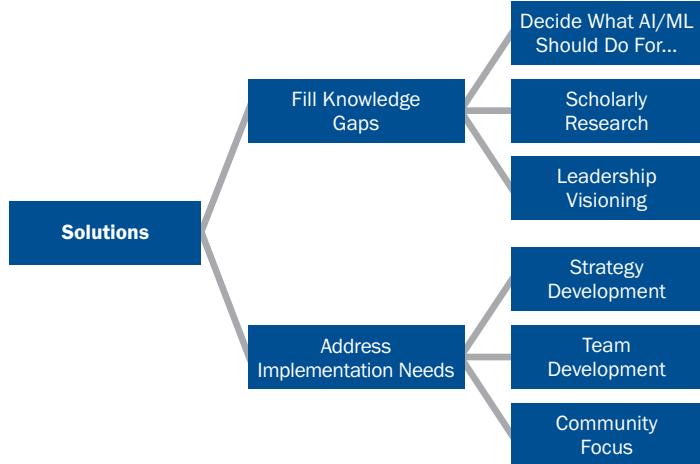 Solutions
Fill Knowledge
Gaps
Decide What AI/ML
Should Do For...
Scholarly
Research
Leadership
Visioning
Address
Implementation Needs
Strategy
Development
Team
Development
Community
Focus